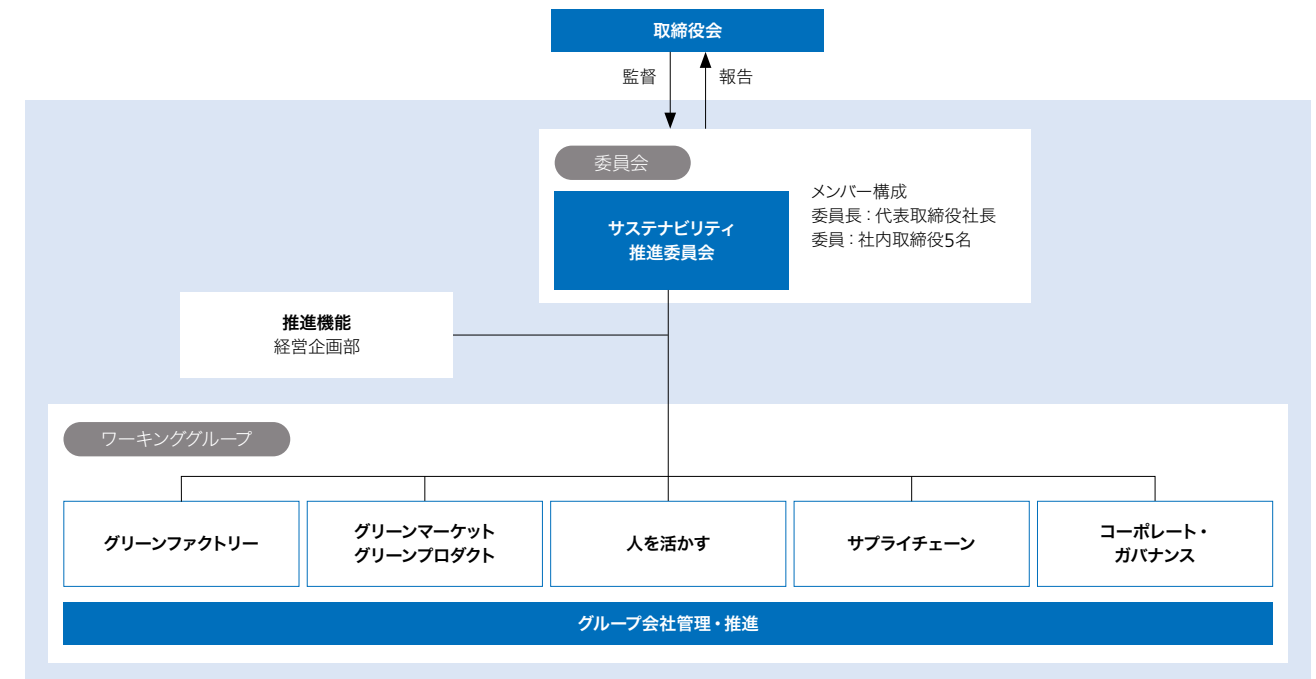 取締役会
監督
報告
委員会
サステナビリティ
推進委員会
メンバー構成
委員長：代表取締役社長
委員：社内取締役5名
推進機能
経営企画部
ワーキンググループ
グリーンファクトリー
グリーンマーケット
グリーンプロダクト
人を活かす
サプライチェーン
コーポレート・
ガバナンス
グループ会社管理・推進